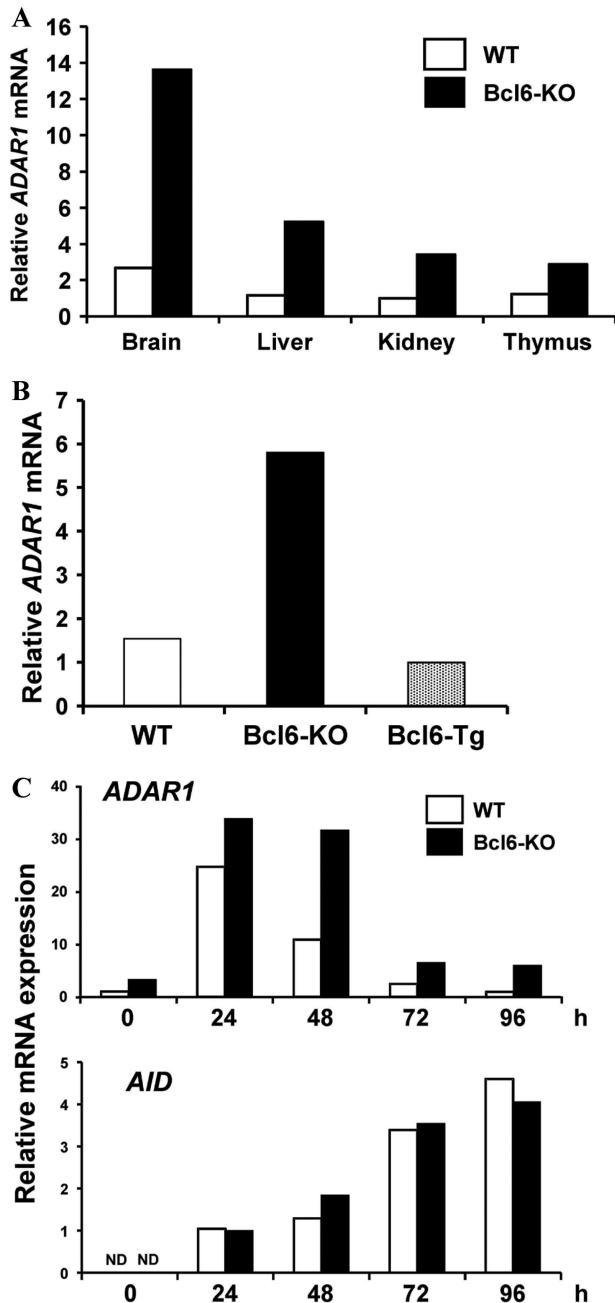 A
Relative ADAR1 mRNA
16
14
12
10
8
6
4
2
0
WT
Bcl6-KO
Brain Liver Kidney Thymus
B
Relative ADAR1 mRNA
7
6
5
4
3
2
1
0
WT Bcl6-KO Bcl6-Tg
C
Relative mRNA expression
ADAR1
40
30
20
10
0
WT
Bcl6-KO
0 24 48 72 96 h
AID
5
4
3
2
1
0
ND ND
0 24 48 72 96 h